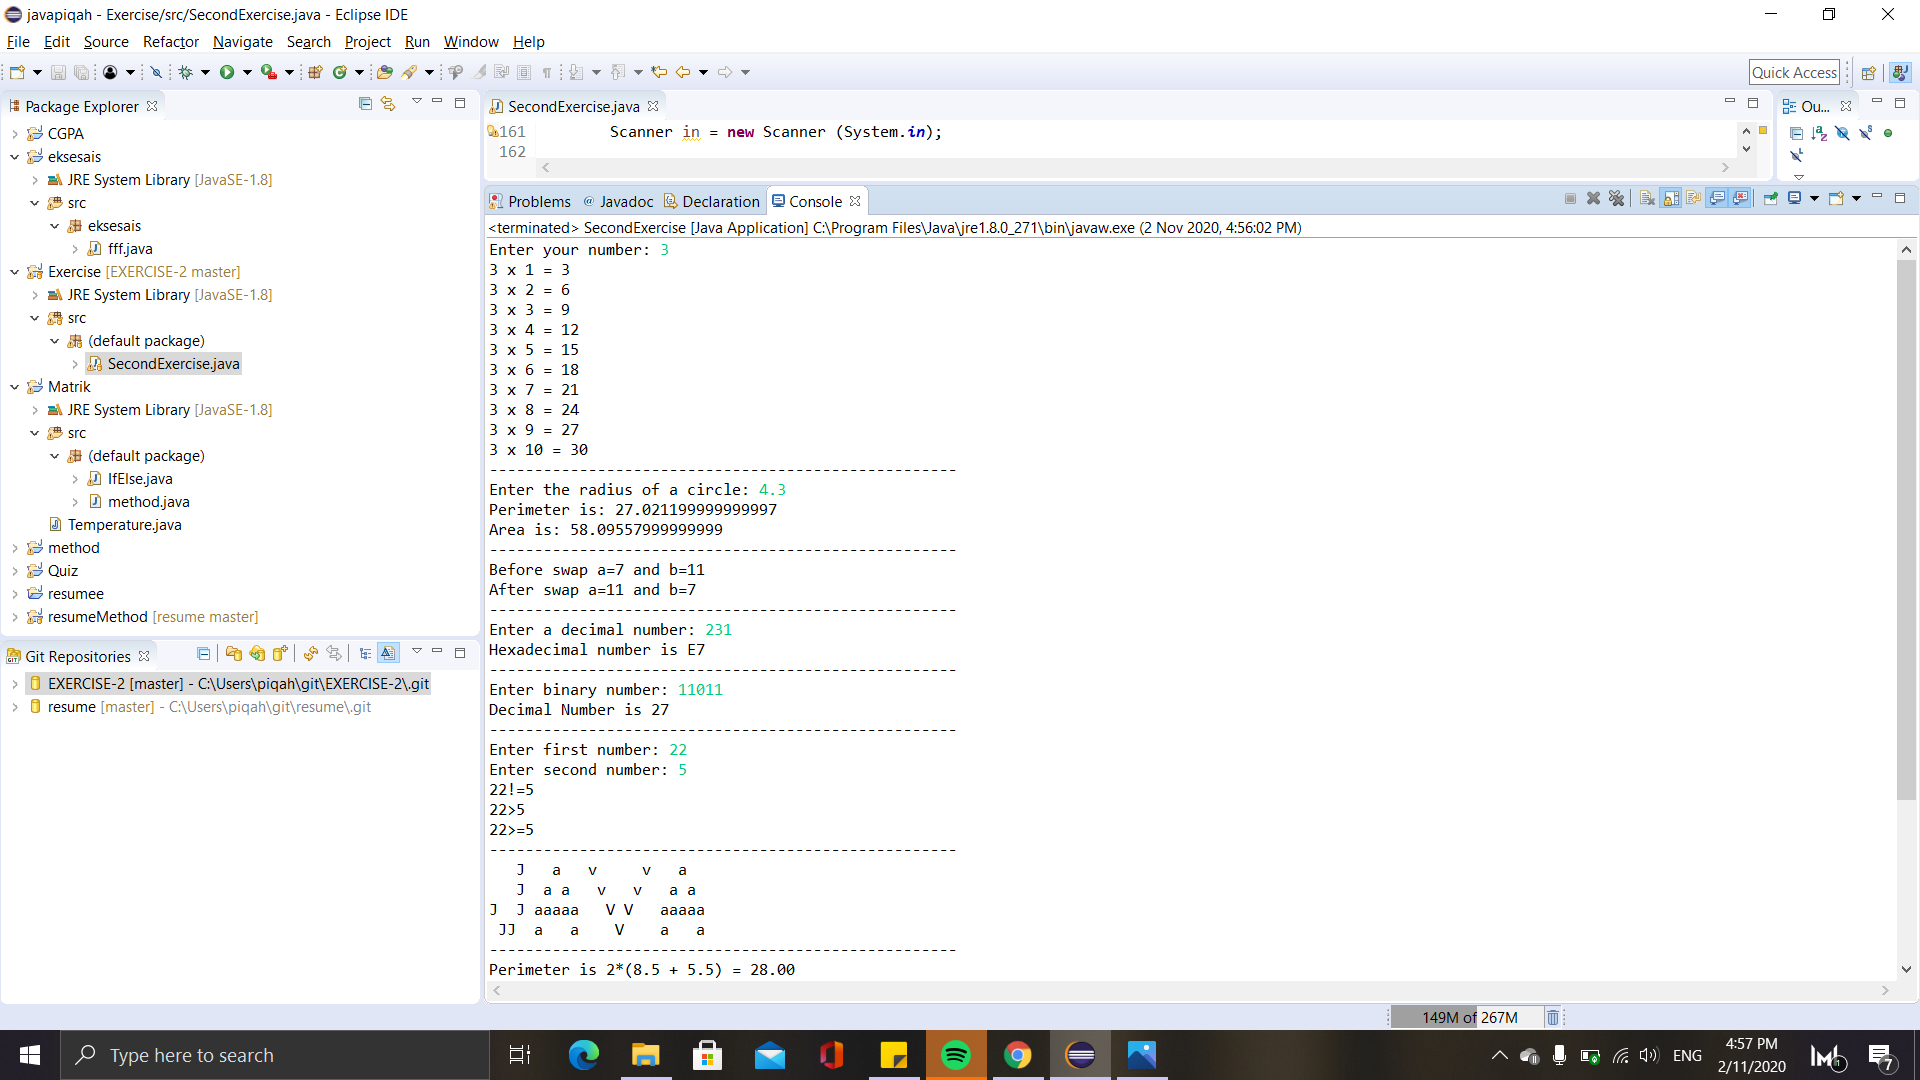 javapiqah - Exercise/src/SecondExercise.java - Eclipse IDE
File Edit Source Refactor Navigate Search Project Run Window Help
Quick Access
Package Explorer
CGPA
eksesais
JRE System Library [JavaSE-1.8]
src
eksesais
fff.java
Exercise [EXERCISE-2 master]
JRE System Library [JavaSE-1.8]
src
(default package)
SecondExercise.java
Matrik
JRE System Library [JavaSE-1.8]
src
(default package)
IfElse.java
method.java
Temperature.java
method
Quiz
resumee
resumeMethod [resume master]
Git Repositories
EXERCISE-2 [master] - C:\Users\piqah\git\EXERCISE-2\.git
resume [master] - C:\Users\piqah\git\resume\.git
SecondExercise.java
161 Scanner in = new Scanner (System.in);
162
Ou...
Problems @ Javadoc Declaration Console
<terminated> SecondExercise [Java Application] C:\Program Files\Java\jre1.8.0_271\bin\javaw.exe (2 Nov 2020, 4:56:02 PM)
Enter your number: 3
3 x 1 = 3
3 x 2 = 6
3 x 3 = 9
3 x 4 = 12
3 x 5 = 15
3 x 6 = 18
3 x 7 = 21
3 x 8 = 24
3 x 9 = 27
3 x 10 = 30
----------------------------------------------------
Enter the radius of a circle: 4.3
Perimeter is: 27.021199999999997
Area is: 58.09557999999999
----------------------------------------------------
Before swap a=7 and b=11
After swap a=11 and b=7
----------------------------------------------------
Enter a decimal number: 231
Hexadecimal number is E7
----------------------------------------------------
Enter binary number: 11011
Decimal Number is 27
----------------------------------------------------
Enter first number: 22
Enter second number: 5
22!=5
22>5
22>=5
----------------------------------------------------
   J   a   v     v   a
   J  a a   v   v   a a
J  J aaaaa   V V   aaaaa
 JJ  a   a    V    a   a
----------------------------------------------------
Perimeter is 2*(8.5 + 5.5) = 28.00
149M of 267M
Type here to search
ENG
4:57 PM
2/11/2020
7